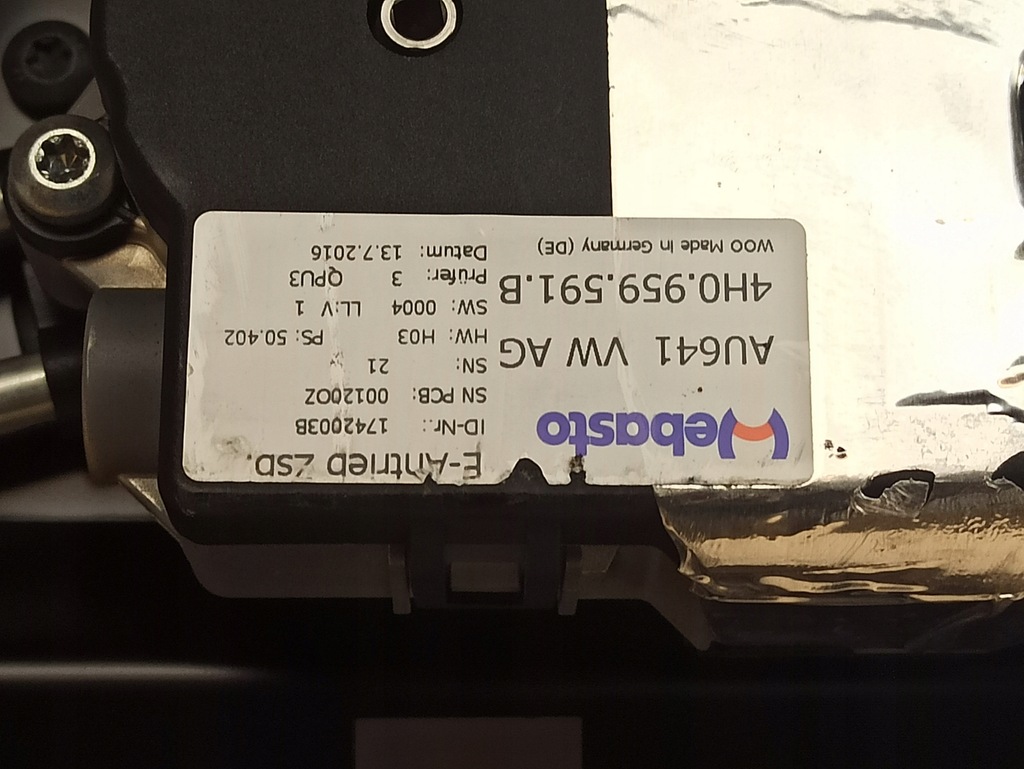 Webasto
AU641 VW AG
4H0.959.591.B
WOO Made In Germany (DE)
E-Antrieb ZSD.
ID-Nr.: 1742003B
SN PCB: 001200Z
SN: 21
HW: H03 PS: 50.402
SW: 0004 LL:V 1
Prüfer: 3 QPU3
Datum: 13.7.2016